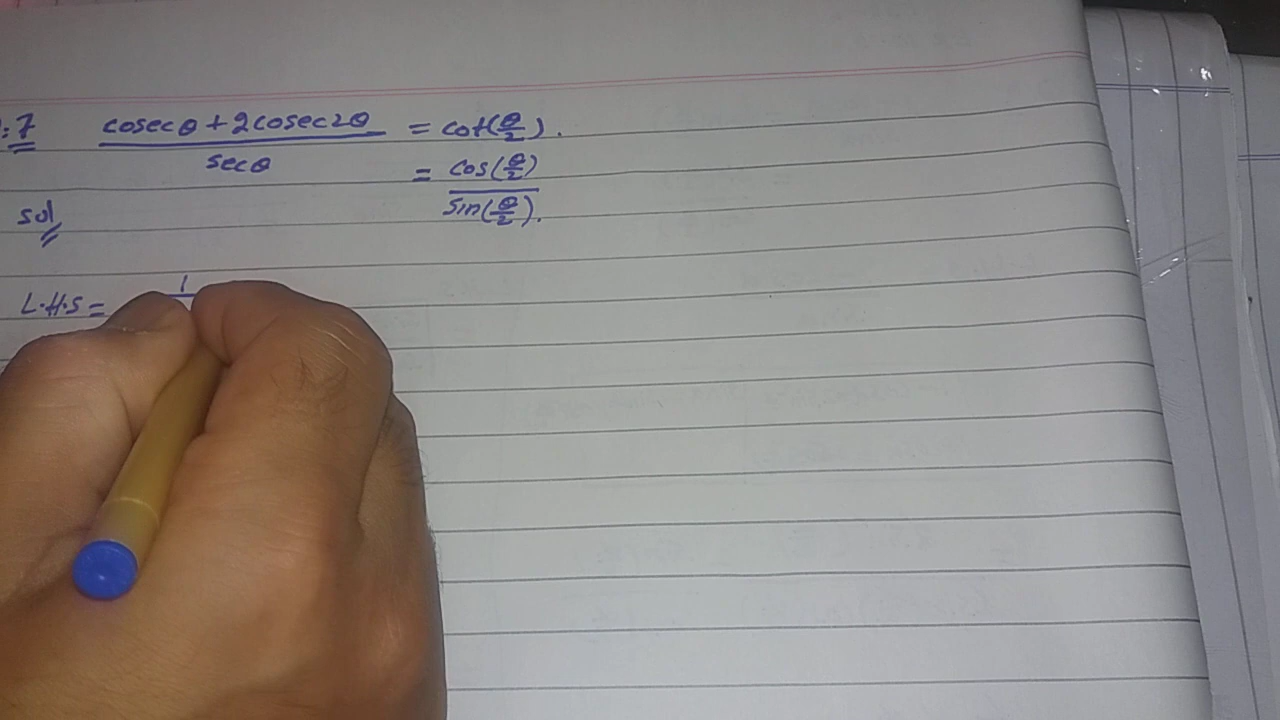 :7 cosecθ + 2cosec2θ / secθ = cot(θ/2).
= cos(θ/2) / sin(θ/2).
sol
L.H.S = 1